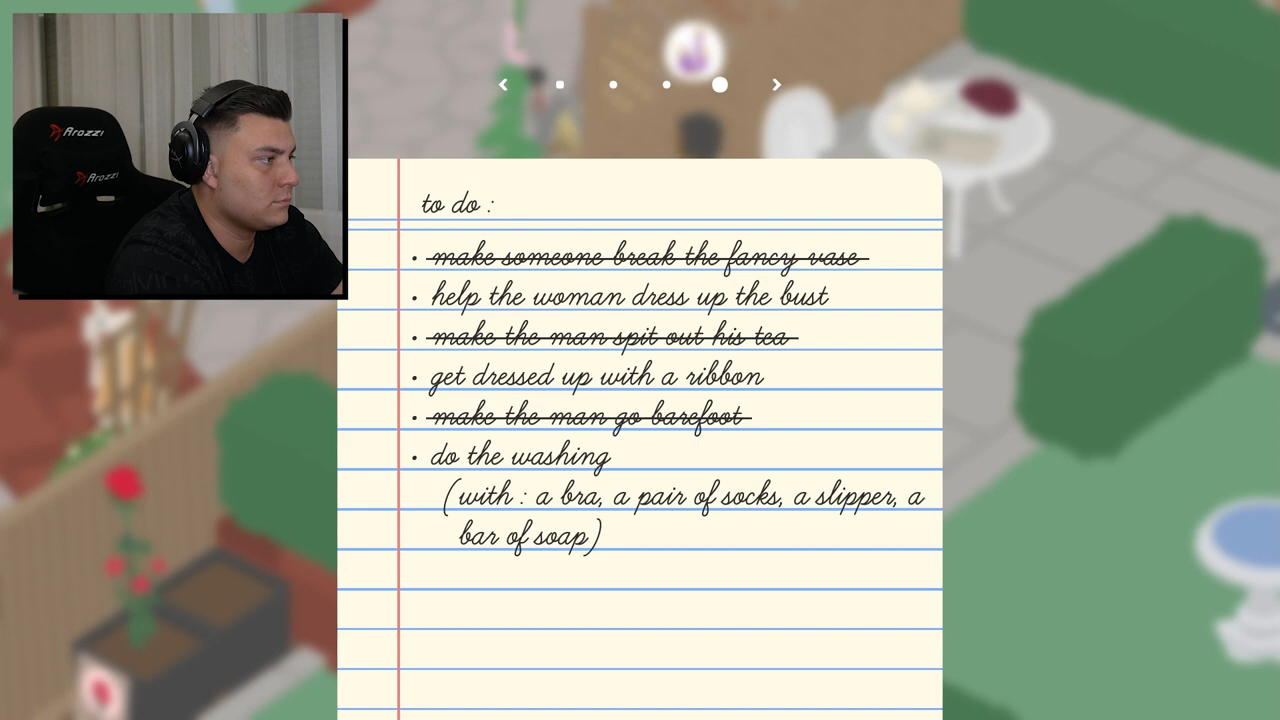 Arozzi
Arozzi
to do :
• make someone break the fancy vase
• help the woman dress up the bust
• make the man spit out his tea
• get dressed up with a ribbon
• make the man go barefoot
• do the washing
(with : a bra, a pair of socks, a slipper, a
bar of soap)